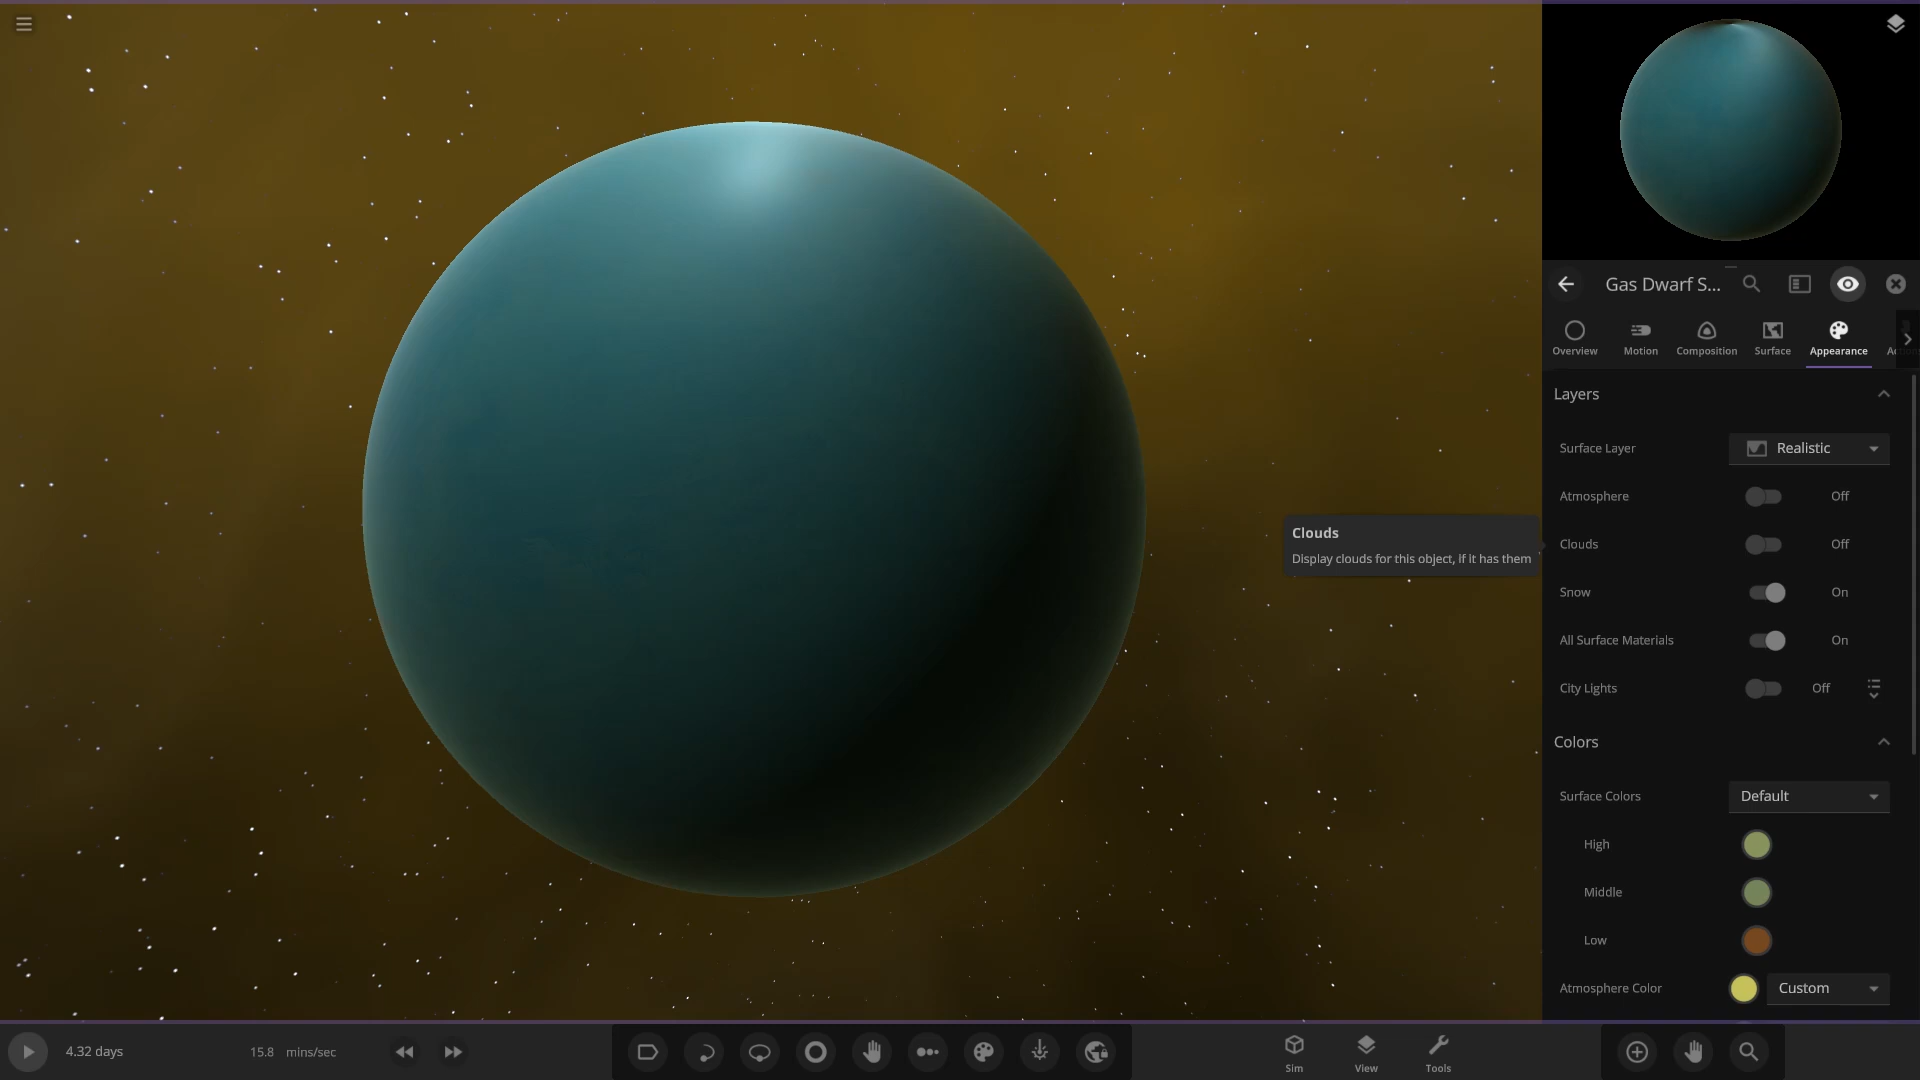 Gas Dwarf S...
Overview
Motion
Composition
Surface
Appearance
Layers
Surface Layer
Realistic
Atmosphere
Off
Clouds
Off
Clouds
Display clouds for this object, if it has them
Snow
On
All Surface Materials
On
City Lights
Off
Colors
Surface Colors
Default
High
Middle
Low
Atmosphere Color
Custom
4.32 days
15.8 mins/sec
Sim
View
Tools